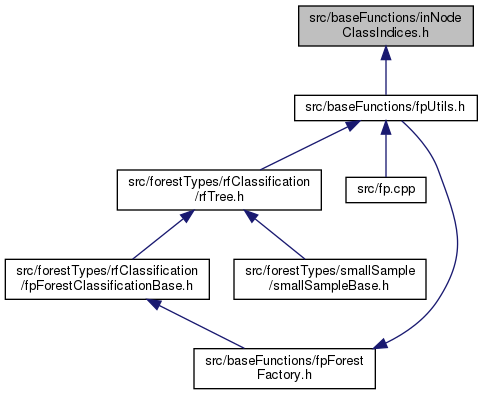 src/baseFunctions/inNode
ClassIndices.h
src/baseFunctions/fpUtils.h
src/forestTypes/rfClassification
/rfTree.h
src/fp.cpp
src/forestTypes/rfClassification
/fpForestClassificationBase.h
src/forestTypes/smallSample
/smallSampleBase.h
src/baseFunctions/fpForest
Factory.h